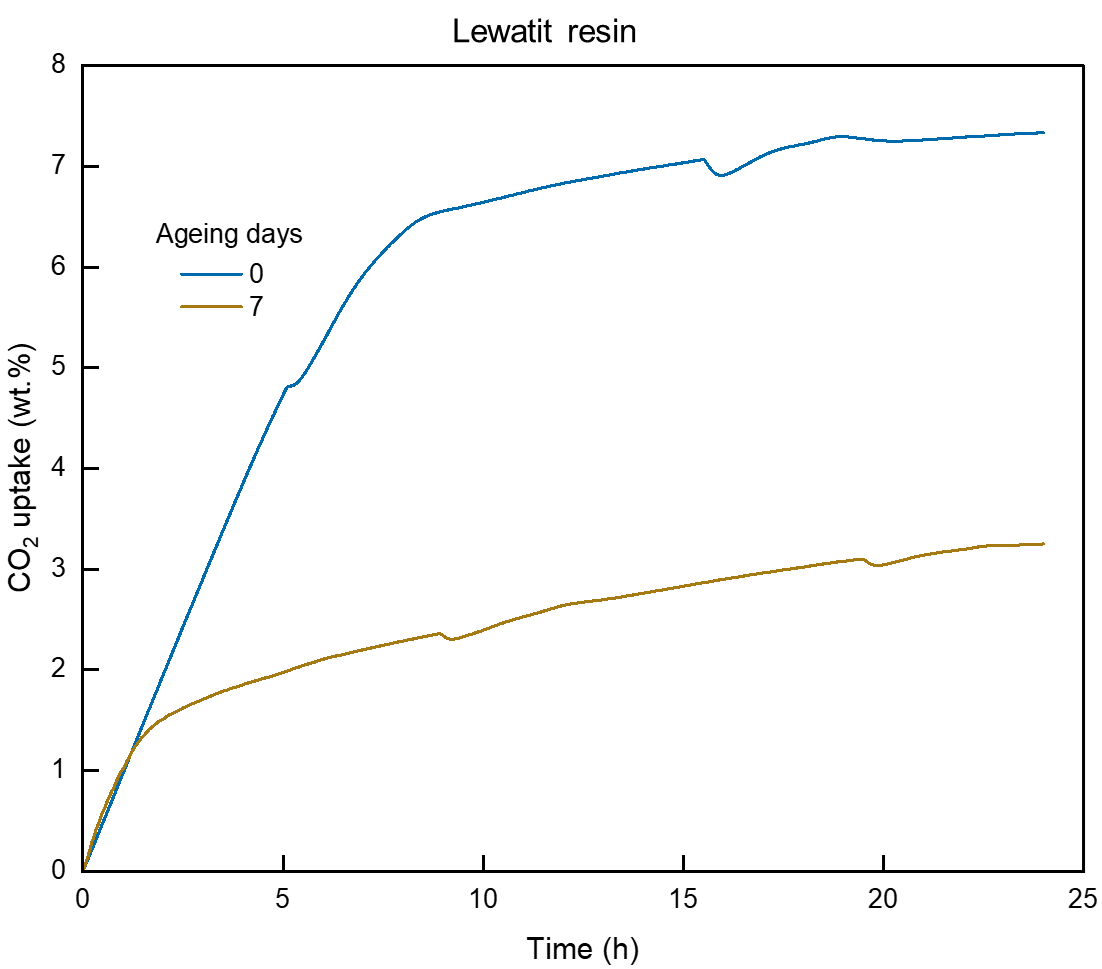 Lewatit resin
8
7
6
5
4
3
2
1
0
CO₂ uptake (wt.%)
Ageing days
0
7
0 5 10 15 20 25
Time (h)